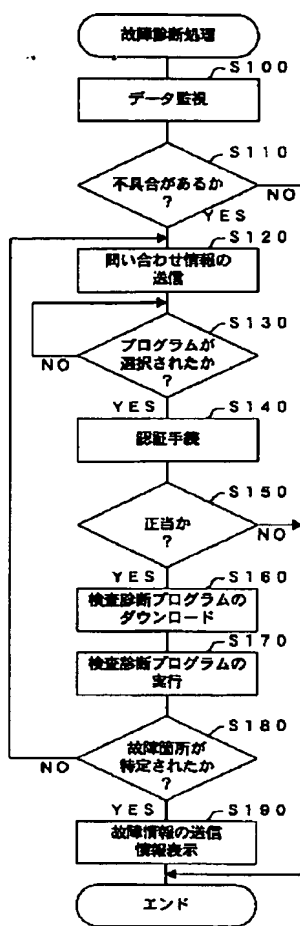 故障診断処理
S100
データ監視
S110
不具合があるか
?
NO
YES
S120
問い合わせ情報の
送信
S130
プログラムが
選択されたか
?
NO
YES
S140
認証手続
S150
正当か
?
NO
YES
S160
検査診断プログラムの
ダウンロード
S170
検査診断プログラムの
実行
S180
故障箇所が
特定されたか
?
NO
YES
S190
故障情報の送信
情報表示
エンド